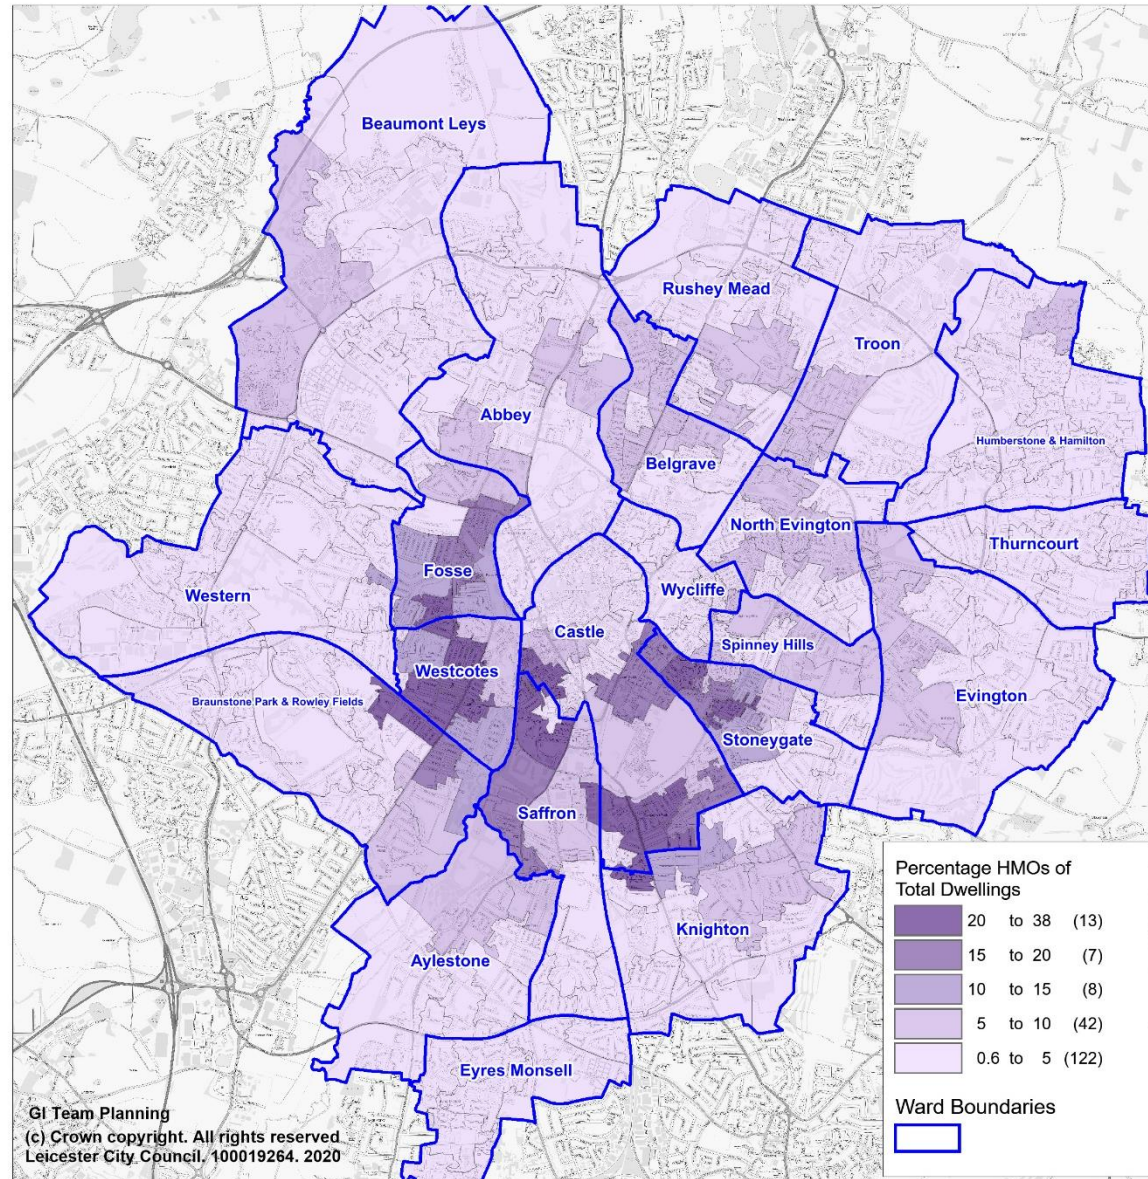 Beaumont Leys
Rushey Mead
Troon
Abbey
Humberstone & Hamilton
Belgrave
North Evington
Thurncourt
Fosse
Western
Wycliffe
Castle
Spinney Hills
Westcotes
Braunstone Park & Rowley Fields
Evington
Stoneygate
Saffron
Knighton
Aylestone
Eyres Monsell
Percentage HMOs of
Total Dwellings
20 to 38 (13)
15 to 20 (7)
10 to 15 (8)
5 to 10 (42)
0.6 to 5 (122)
Ward Boundaries
GI Team Planning
(c) Crown copyright. All rights reserved
Leicester City Council. 100019264. 2020